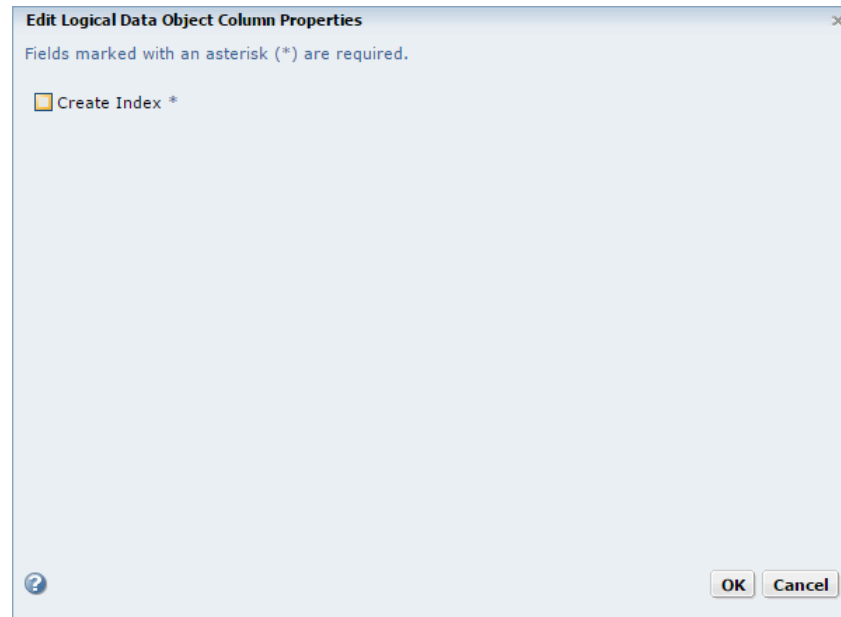 Edit Logical Data Object Column Properties
Fields marked with an asterisk (*) are required.
Create Index *
OK Cancel